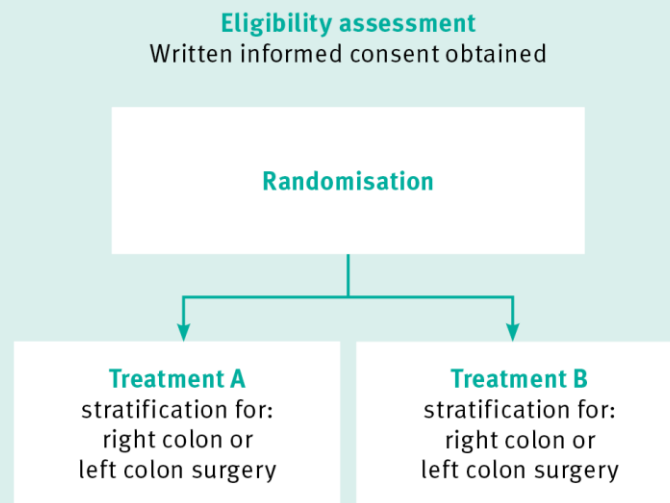 Eligibility assessment
Written informed consent obtained
Randomisation
Treatment A
stratification for:
right colon or
left colon surgery
Treatment B
stratification for:
right colon or
left colon surgery